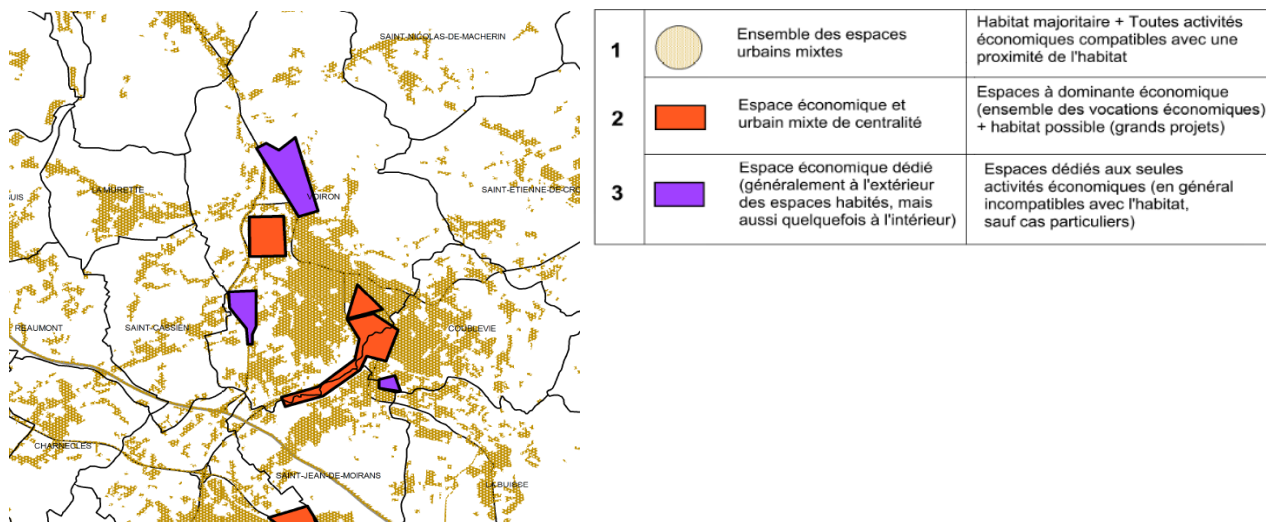 SAINT-NICOLAS-DE-MACHERIN
LA MURETTE
UIS
VOIRON
SAINT-ETIENNE-DE-CRO
REAUMONT
SAINT-CASSIEN
COUBLEVIE
CHARNECLES
SAINT-JEAN-DE-MOIRANS
LA BUISSE
1
Ensemble des espaces
urbains mixtes
Habitat majoritaire + Toutes activités
économiques compatibles avec une
proximité de l'habitat
2
Espace économique et
urbain mixte de centralité
Espaces à dominante économique
(ensemble des vocations économiques)
+ habitat possible (grands projets)
3
Espace économique dédié
(généralement à l'extérieur
des espaces habités, mais
aussi quelquefois à l'intérieur)
Espaces dédiés aux seules
activités économiques (en général
incompatibles avec l'habitat,
sauf cas particuliers)